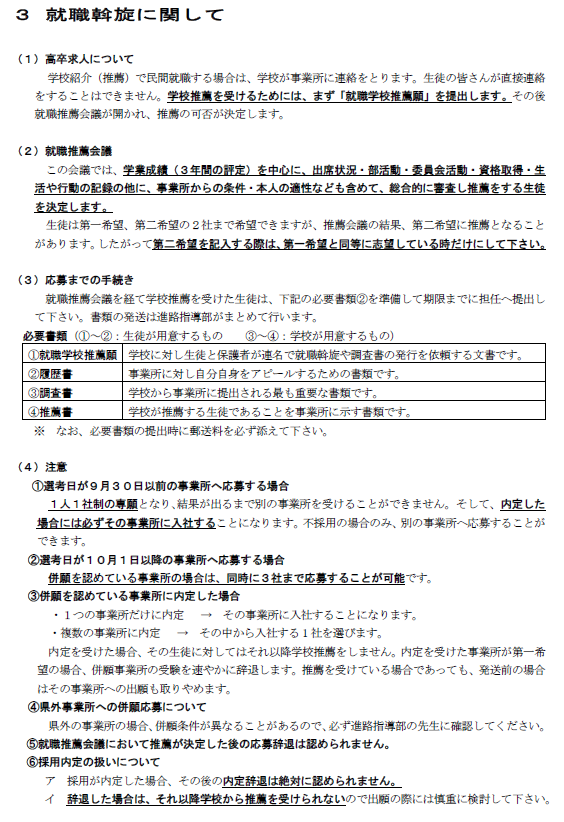 ３ 就職斡旋に関して
（１）高卒求人について
学校紹介（推薦）で民間就職する場合は、学校が事業所に連絡をとります。生徒の皆さんが直接連絡
をすることはできません。学校推薦を受けるためには、まず「就職学校推薦願」を提出します。その後
就職推薦会議が開かれ、推薦の可否が決定します。
（２）就職推薦会議
この会議では、学業成績（３年間の評定）を中心に、出席状況・部活動・委員会活動・資格取得・生
活や行動の記録の他に、事業所からの条件・本人の適性なども含めて、総合的に審査し推薦をする生徒
を決定します。
生徒は第一希望、第二希望の２社まで希望できますが、推薦会議の結果、第二希望に推薦となること
があります。したがって第二希望を記入する際は、第一希望と同等に志望している時だけにして下さい。
（３）応募までの手続き
就職推薦会議を経て学校推薦を受けた生徒は、下記の必要書類②を準備して期限までに担任へ提出し
て下さい。書類の発送は進路指導部がまとめて行います。
必要書類（①～②：生徒が用意するもの　③～④：学校が用意するもの）
①就職学校推薦願 学校に対し生徒と保護者が連名で就職斡旋や調査書の発行を依頼する文書です。
②履歴書 事業所に対し自分自身をアピールするための書類です。
③調査書 学校から事業所に提出される最も重要な書類です。
④推薦書 学校が推薦する生徒であることを事業所に示す書類です。
※　なお、必要書類の提出時に郵送料を必ず添えて下さい。
（４）注意
①選考日が９月３０日以前の事業所へ応募する場合
１人１社制の専願となり、結果が出るまで別の事業所を受けることができません。そして、内定した
場合には必ずその事業所に入社することになります。不採用の場合のみ、別の事業所へ応募することが
できます。
②選考日が１０月１日以降の事業所へ応募する場合
併願を認めている事業所の場合は、同時に３社まで応募することが可能です。
③併願を認めている事業所に内定した場合
・１つの事業所だけに内定　→　その事業所に入社することになります。
・複数の事業所に内定　→　その中から入社する１社を選びます。
内定を受けた場合、その生徒に対してはそれ以降学校推薦をしません。内定を受けた事業所が第一希
望の場合、併願事業所の受験を速やかに辞退します。推薦を受けている場合であっても、発送前の場合
はその事業所への出願も取りやめます。
④県外事業所への併願応募について
県外の事業所の場合、併願条件が異なることがあるので、必ず進路指導部の先生に確認してください。
⑤就職推薦会議において推薦が決定した後の応募辞退は認められません。
⑥採用内定の扱いについて
ア　採用が内定した場合、その後の内定辞退は絶対に認められません。
イ　辞退した場合は、それ以降学校から推薦を受けられないので出願の際には慎重に検討して下さい。